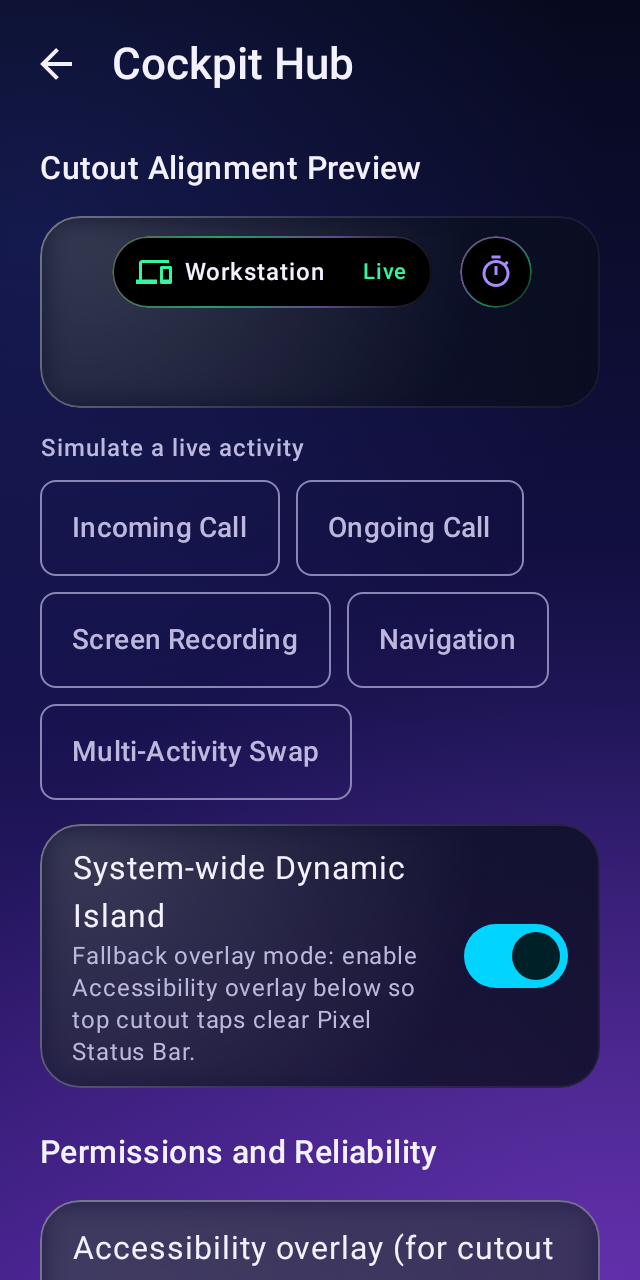 Cockpit Hub
Cutout Alignment Preview
Workstation Live
Simulate a live activity
Incoming Call Ongoing Call
Screen Recording Navigation
Multi-Activity Swap
System-wide Dynamic
Island
Fallback overlay mode: enable
Accessibility overlay below so
top cutout taps clear Pixel
Status Bar.
Permissions and Reliability
Accessibility overlay (for cutout